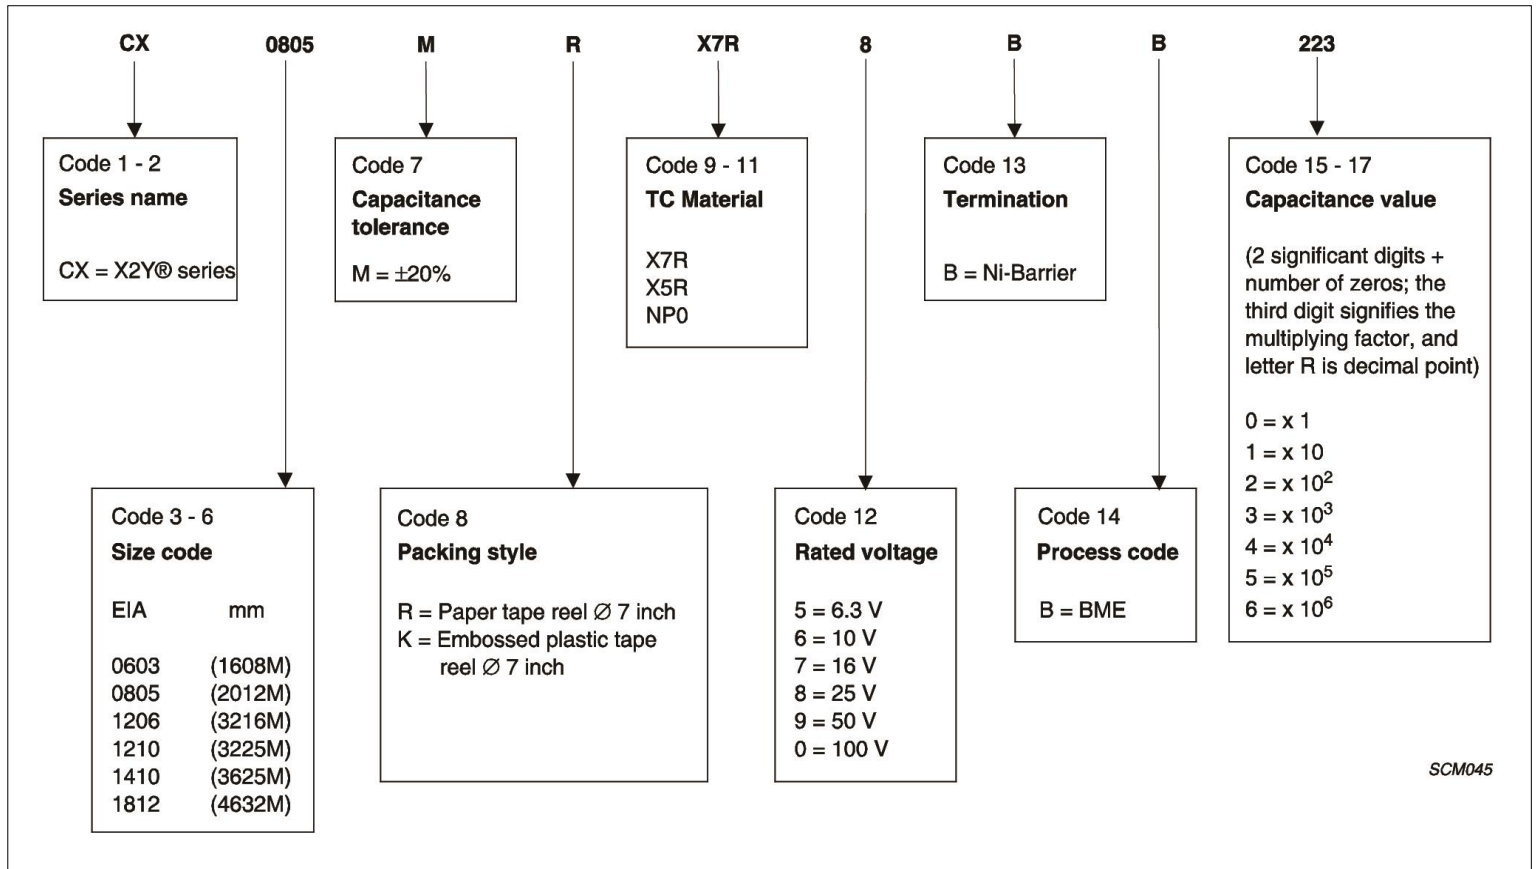 CX 0805 M R X7R 8 B B 223
Code 1 - 2
Series name
CX = X2Y® series
Code 7
Capacitance
tolerance
M = ±20%
Code 9 - 11
TC Material
X7R
X5R
NP0
Code 13
Termination
B = Ni-Barrier
Code 15 - 17
Capacitance value
(2 significant digits +
number of zeros; the
third digit signifies the
multiplying factor, and
letter R is decimal point)
0 = x 1
1 = x 10
2 = x 10²
3 = x 10³
4 = x 10⁴
5 = x 10⁵
6 = x 10⁶
Code 3 - 6
Size code
EIA mm
0603 (1608M)
0805 (2012M)
1206 (3216M)
1210 (3225M)
1410 (3625M)
1812 (4632M)
Code 8
Packing style
R = Paper tape reel Ø 7 inch
K = Embossed plastic tape
reel Ø 7 inch
Code 12
Rated voltage
5 = 6.3 V
6 = 10 V
7 = 16 V
8 = 25 V
9 = 50 V
0 = 100 V
Code 14
Process code
B = BME
SCM045